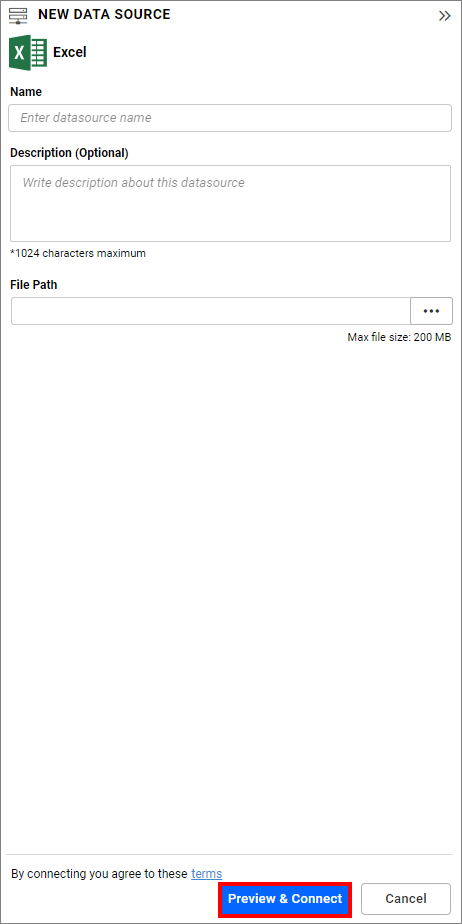 NEW DATA SOURCE
X Excel
Name
Enter datasource name
Description (Optional)
Write description about this datasource
*1024 characters maximum
File Path
Max file size: 200 MB
By connecting you agree to these terms
Preview & Connect Cancel